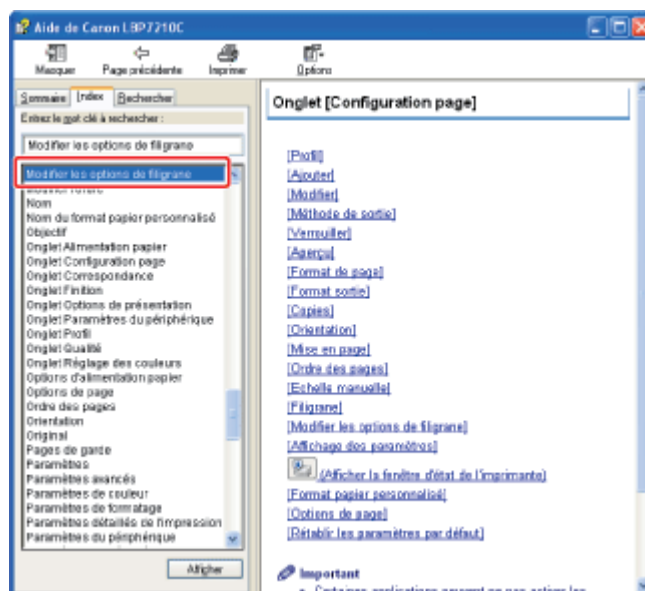 Aide de Canon LBP7210C
Masquer Page précédente Imprimer Options
Sommaire Index Rechercher
Entrez le mot clé à rechercher :
Modifier les options de filigrane
Modifier les options de filigrane
Nom
Nom du format papier personnalisé
Objectif
Onglet Alimentation papier
Onglet Configuration page
Onglet Correspondance
Onglet Finition
Onglet Options de présentation
Onglet Paramètres du périphérique
Onglet Profil
Onglet Qualité
Onglet Réglage des couleurs
Options d'alimentation papier
Options de page
Ordre des pages
Orientation
Original
Pages de garde
Paramètres
Paramètres avancés
Paramètres de couleur
Paramètres de formatage
Paramètres détaillés de l'impression
Paramètres du périphérique
Afficher
Onglet [Configuration page]
[Profil]
[Ajouter]
[Modifier]
[Méthode de sortie]
[Verrouiller]
[Aperçu]
[Format de page]
[Format sortie]
[Copies]
[Orientation]
[Mise en page]
[Ordre des pages]
[Echelle manuelle]
[Filigrane]
[Modifier les options de filigrane]
[Affichage des paramètres]
(Afficher la fenêtre d'état de l'imprimante)
[Format papier personnalisé]
[Options de page]
[Rétablir les paramètres par défaut]
Important